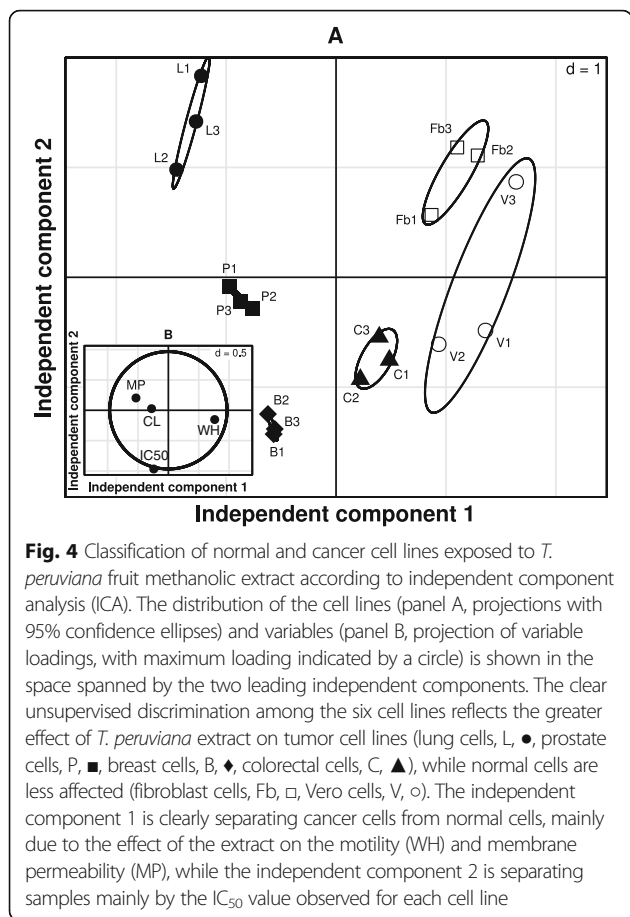 A
d = 1
Independent component 2
L1
L3
L2
Fb3
Fb2
Fb1
V3
P1
P2
P3
C3
C1
C2
V2
V1
B2
B3
B1
B
d = 0.5
Independent component 2
MP
CL
WH
IC50
Independent component 1
Independent component 1
Fig. 4 Classification of normal and cancer cell lines exposed to T.
peruviana fruit methanolic extract according to independent component
analysis (ICA). The distribution of the cell lines (panel A, projections with
95% confidence ellipses) and variables (panel B, projection of variable
loadings, with maximum loading indicated by a circle) is shown in the
space spanned by the two leading independent components. The clear
unsupervised discrimination among the six cell lines reflects the greater
effect of T. peruviana extract on tumor cell lines (lung cells, L, ●, prostate
cells, P, ■, breast cells, B, ♦, colorectal cells, C, ▲), while normal cells are
less affected (fibroblast cells, Fb, □, Vero cells, V, ○). The independent
component 1 is clearly separating cancer cells from normal cells, mainly
due to the effect of the extract on the motility (WH) and membrane
permeability (MP), while the independent component 2 is separating
samples mainly by the IC₅₀ value observed for each cell line